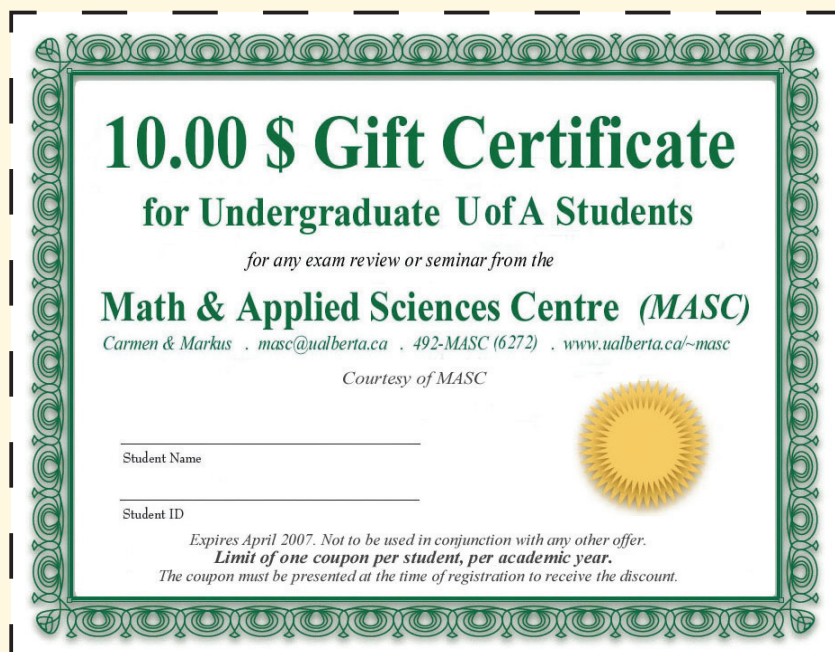 10.00 $ Gift Certificate
for Undergraduate U of A Students
for any exam review or seminar from the
Math & Applied Sciences Centre (MASC)
Carmen & Markus . masc@ualberta.ca . 492-MASC (6272) . www.ualberta.ca/~masc
Courtesy of MASC
Student Name
Student ID
Expires April 2007. Not to be used in conjunction with any other offer.
Limit of one coupon per student, per academic year.
The coupon must be presented at the time of registration to receive the discount.